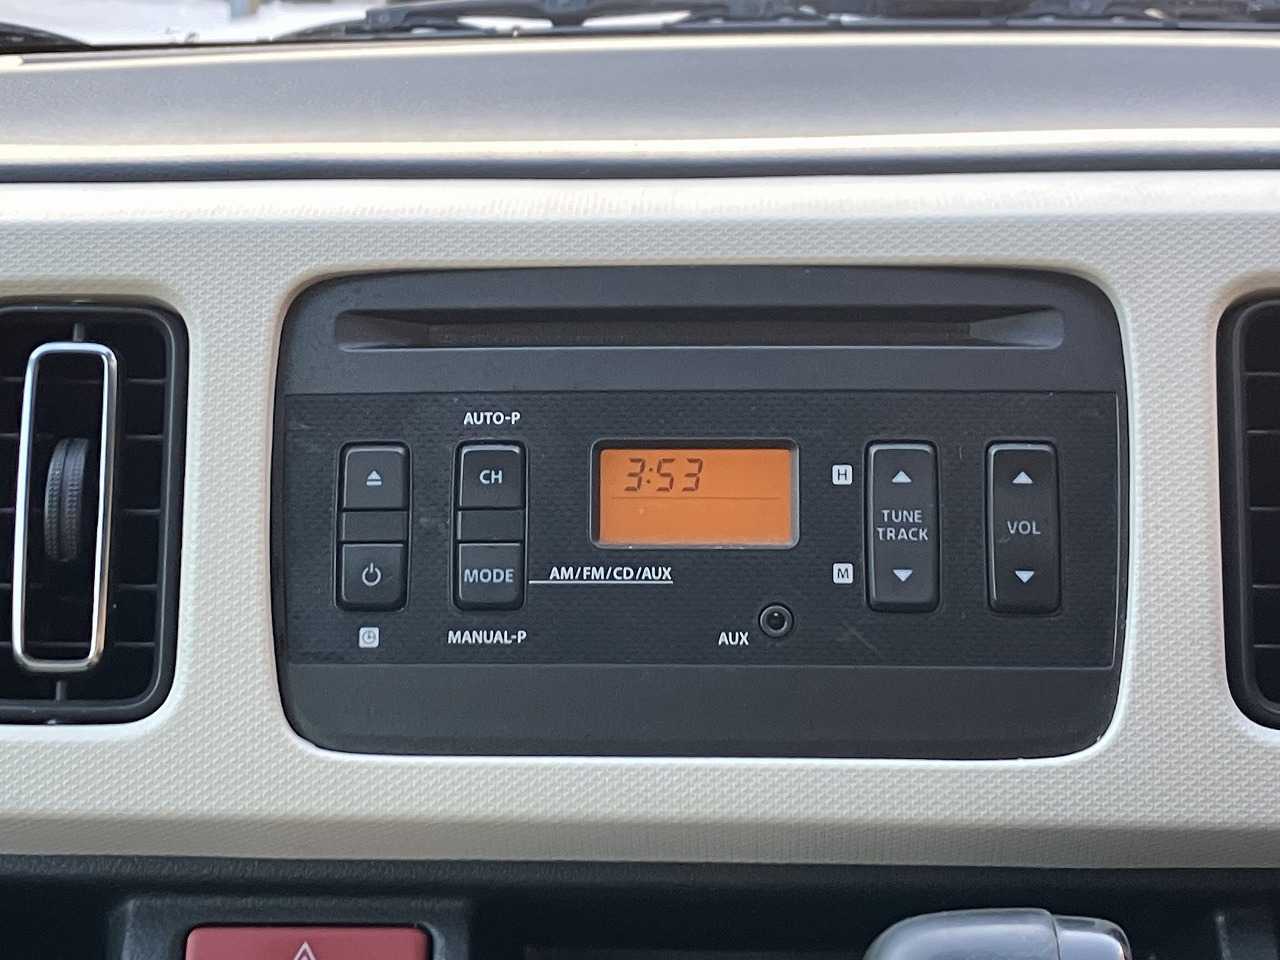 AUTO-P
CH
3:53
H
TUNE
TRACK
VOL
MODE
AM/FM/CD/AUX
M
MANUAL-P
AUX